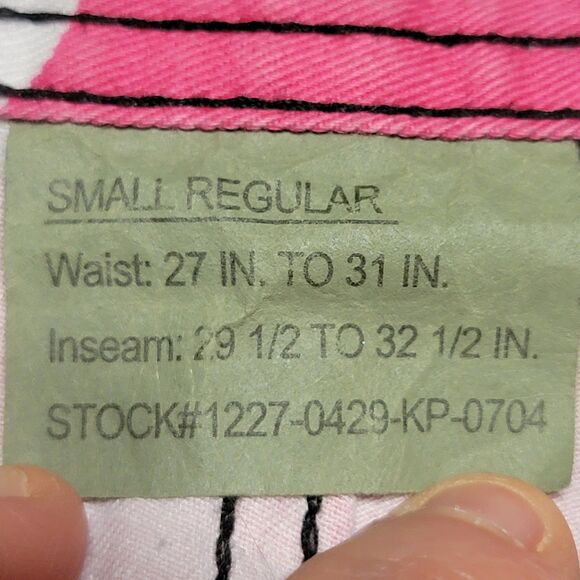 SMALL REGULAR
Waist: 27 IN. TO 31 IN.
Inseam: 29 1/2 TO 32 1/2 IN.
STOCK#1227-0429-KP-0704